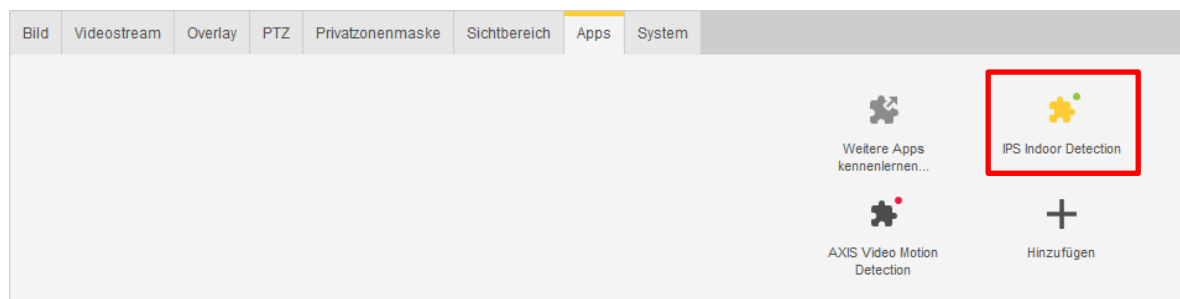 Bild Videostream Overlay PTZ Privatzonenmaske Sichtbereich Apps System
Weitere Apps
kennenlernen...
IPS Indoor Detection
AXIS Video Motion
Detection
Hinzufügen